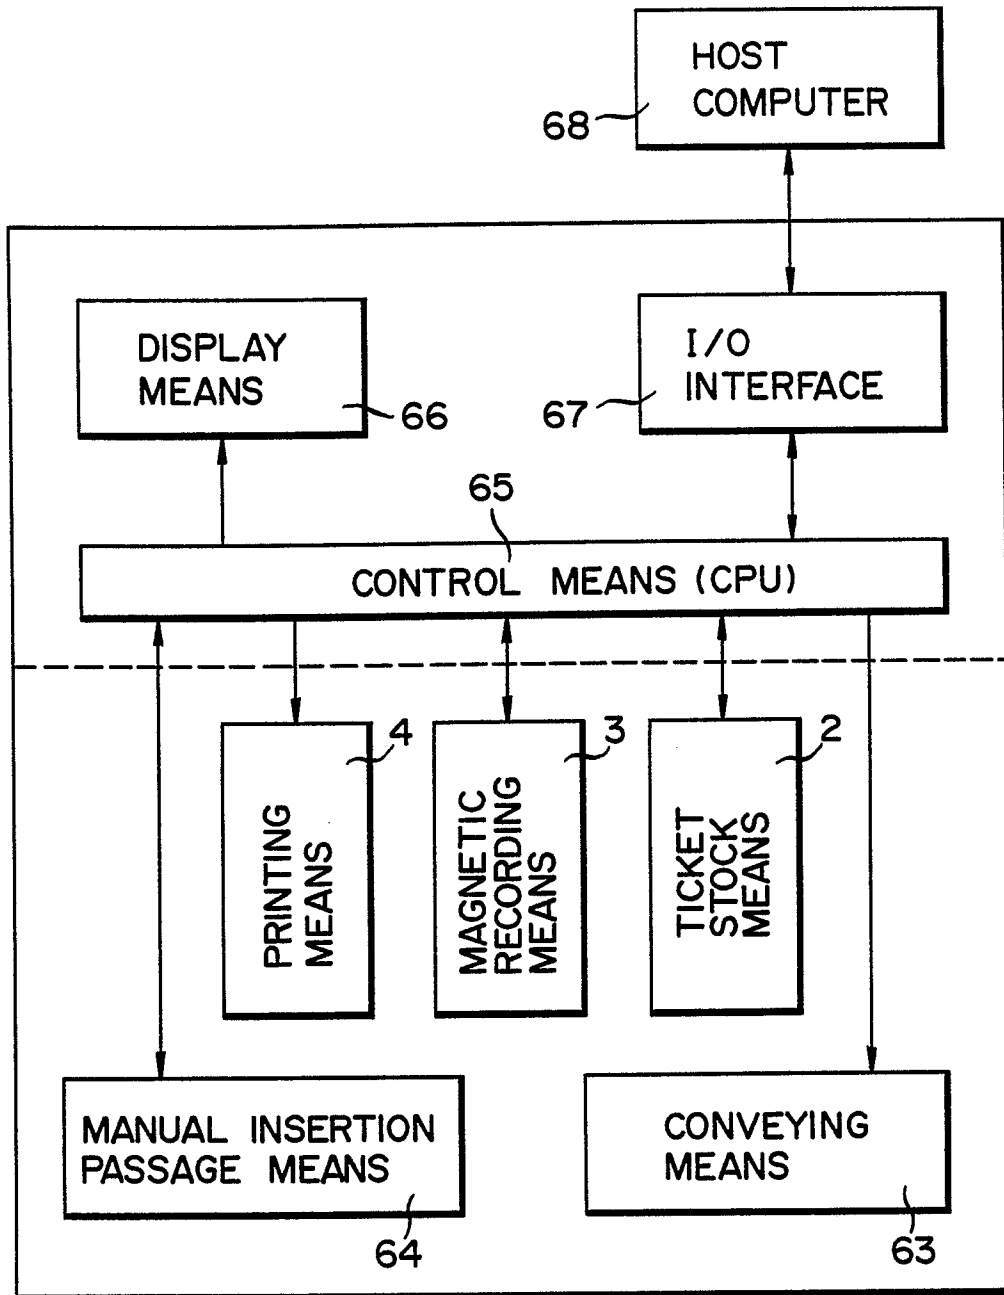 HOST
COMPUTER
68
DISPLAY
MEANS
66
I/O
INTERFACE
67
65
CONTROL MEANS (CPU)
4
PRINTING
MEANS
3
MAGNETIC
RECORDING
MEANS
2
TICKET
STOCK
MEANS
MANUAL INSERTION
PASSAGE MEANS
64
CONVEYING
MEANS
63